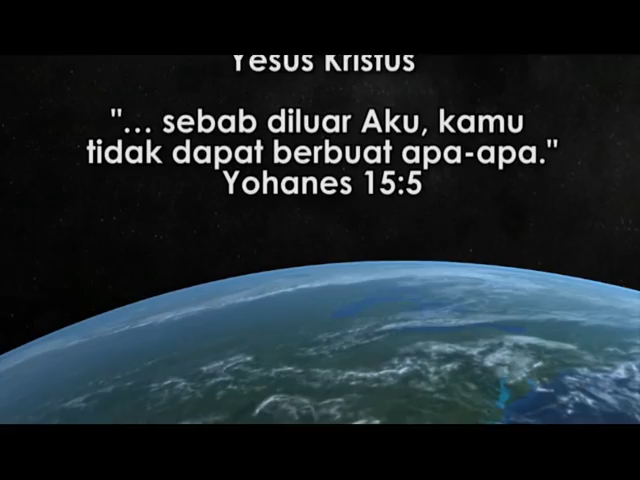 Yesus Kristus
"... sebab diluar Aku, kamu
tidak dapat berbuat apa-apa."
Yohanes 15:5